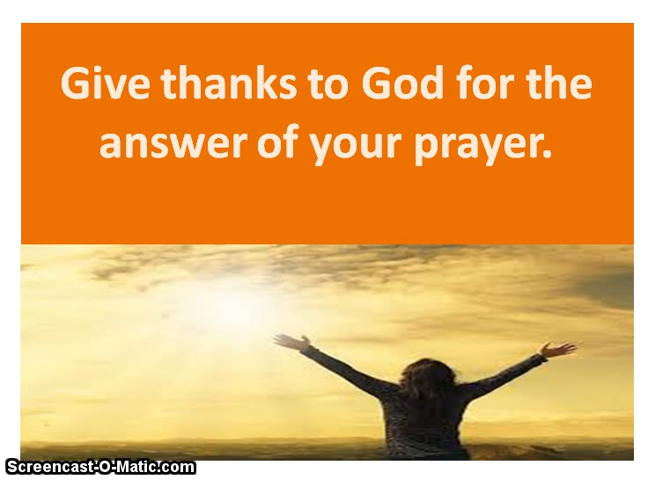 Give thanks to God for the
answer of your prayer.
Screencast-O-Matic.com